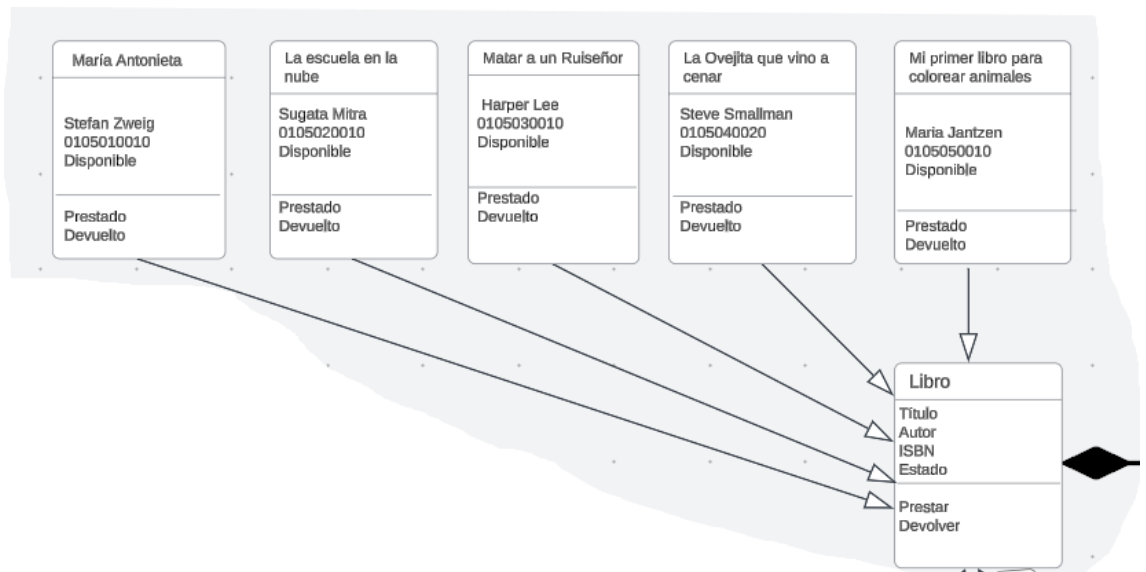 María Antonieta
Stefan Zweig
0105010010
Disponible
Prestado
Devuelto
La escuela en la
nube
Sugata Mitra
0105020010
Disponible
Prestado
Devuelto
Matar a un Ruiseñor
Harper Lee
0105030010
Disponible
Prestado
Devuelto
La Ovejita que vino a
cenar
Steve Smallman
0105040020
Disponible
Prestado
Devuelto
Mi primer libro para
colorear animales
Maria Jantzen
0105050010
Disponible
Prestado
Devuelto
Libro
Título
Autor
ISBN
Estado
Prestar
Devolver